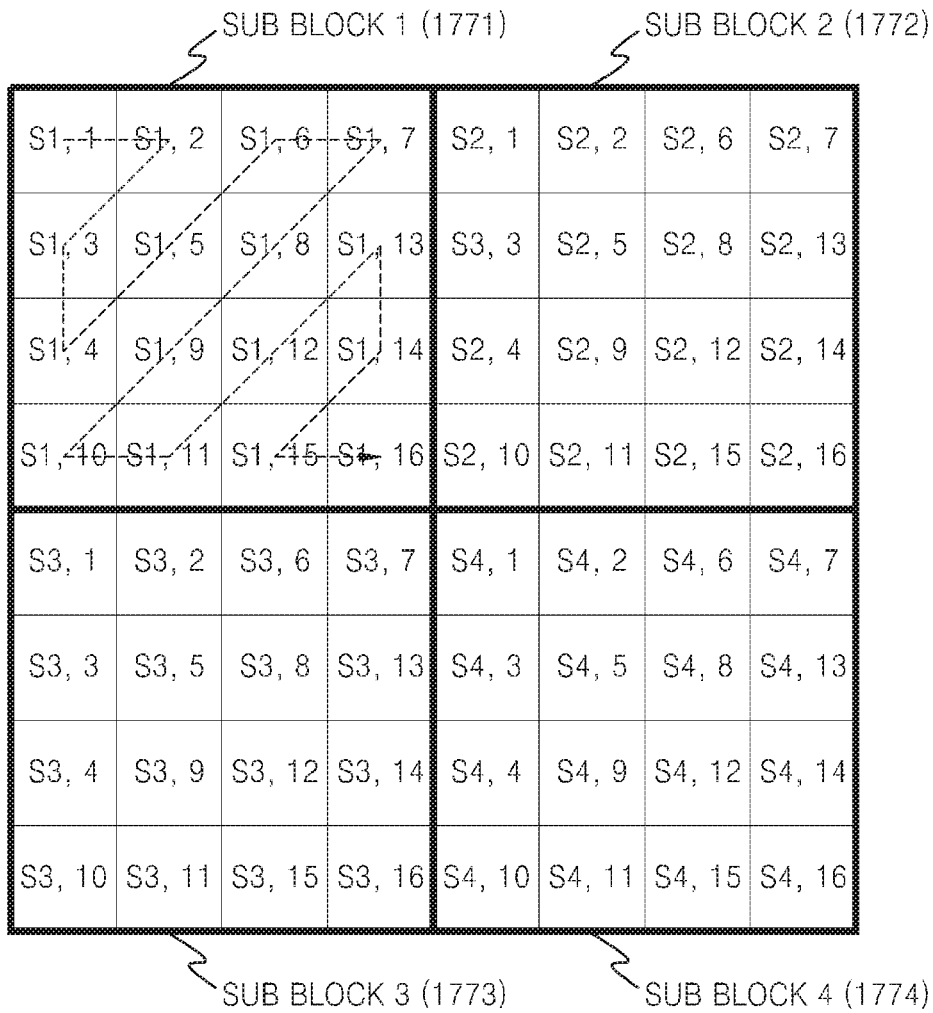 SUB BLOCK 1 (1771) SUB BLOCK 2 (1772)
S1, 1 S1, 2 S1, 6 S1, 7 S2, 1 S2, 2 S2, 6 S2, 7
S1, 3 S1, 5 S1, 8 S1, 13 S3, 3 S2, 5 S2, 8 S2, 13
S1, 4 S1, 9 S1, 12 S1, 14 S2, 4 S2, 9 S2, 12 S2, 14
S1, 10 S1, 11 S1, 15 S1, 16 S2, 10 S2, 11 S2, 15 S2, 16
S3, 1 S3, 2 S3, 6 S3, 7 S4, 1 S4, 2 S4, 6 S4, 7
S3, 3 S3, 5 S3, 8 S3, 13 S4, 3 S4, 5 S4, 8 S4, 13
S3, 4 S3, 9 S3, 12 S3, 14 S4, 4 S4, 9 S4, 12 S4, 14
S3, 10 S3, 11 S3, 15 S3, 16 S4, 10 S4, 11 S4, 15 S4, 16
SUB BLOCK 3 (1773) SUB BLOCK 4 (1774)